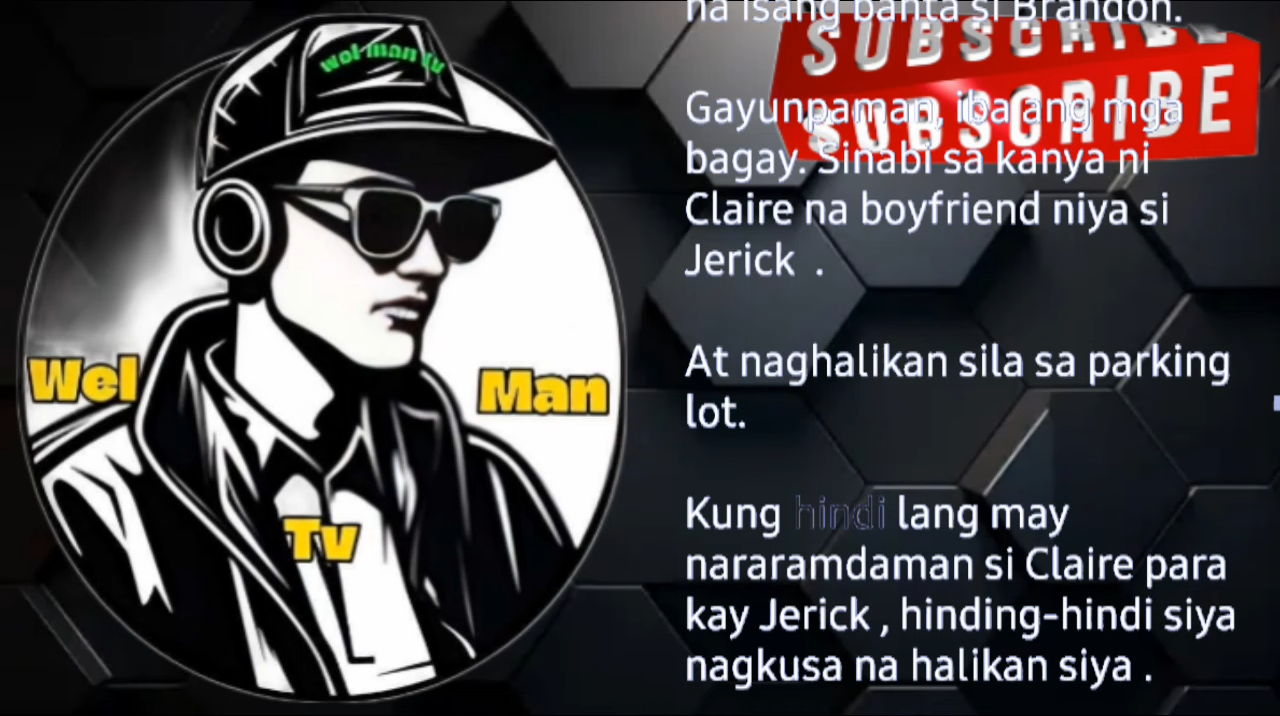 wel man tv
Wel
Man
Tv
SUBSCRIBE
SUBSCRIBE
na isang banta si Brandon.
Gayunpaman, iba ang mga
bagay. Sinabi sa kanya ni
Claire na boyfriend niya si
Jerick .
At naghalikan sila sa parking
lot.
Kung hindi lang may
nararamdaman si Claire para
kay Jerick , hinding-hindi siya
nagkusa na halikan siya .